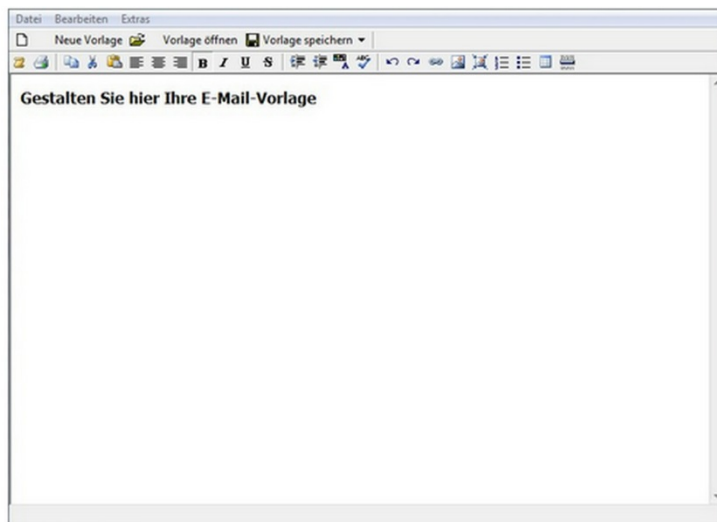 Datei Bearbeiten Extras
Neue Vorlage Vorlage öffnen Vorlage speichern
B I U S
Gestalten Sie hier Ihre E-Mail-Vorlage